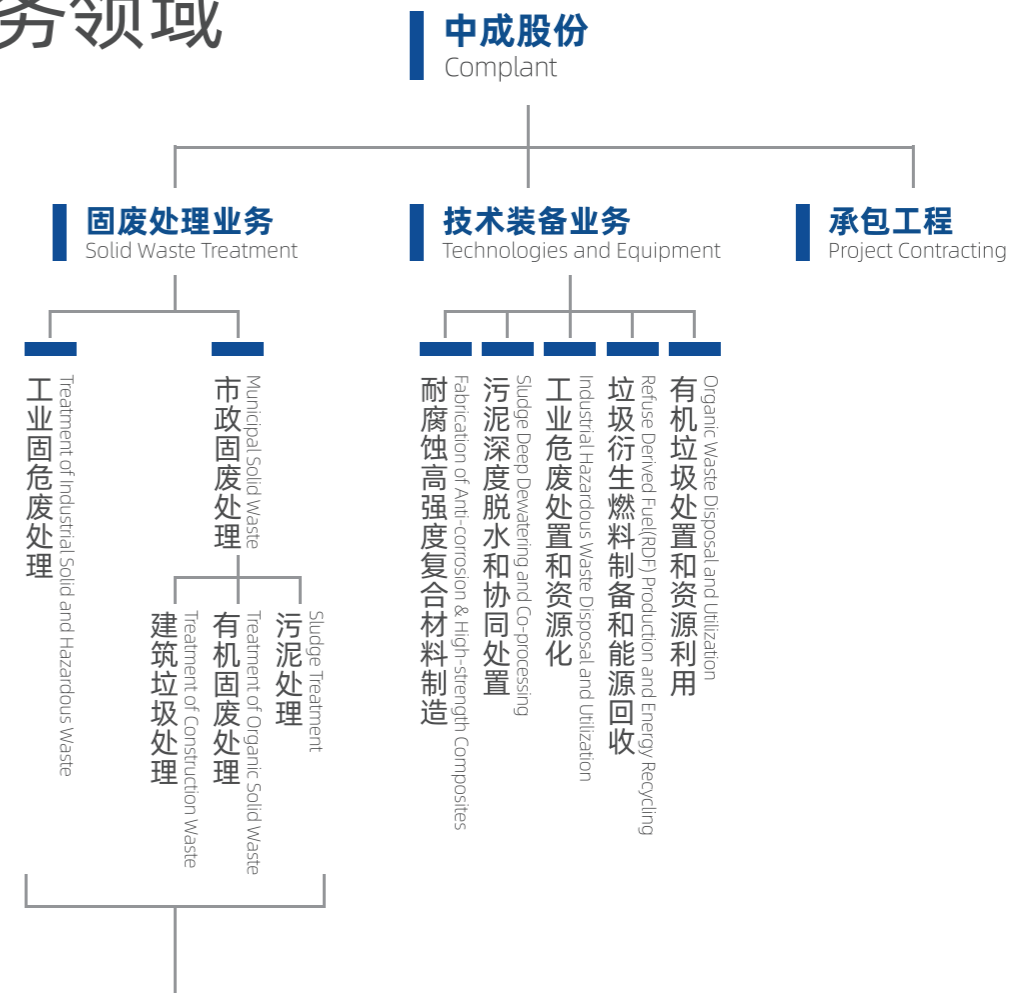 务领域
中成股份
Complant
固废处理业务
Solid Waste Treatment
技术装备业务
Technologies and Equipment
承包工程
Project Contracting
工业固危废处理
Treatment of Industrial Solid and Hazardous Waste
市政固废处理
Municipal Solid Waste
建筑垃圾处理
Treatment of Construction Waste
有机固废处理
Treatment of Organic Solid Waste
污泥处理
Sludge Treatment
耐腐蚀高强度复合材料制造
Fabrication of Anti-corrosion & High-strength Composites
污泥深度脱水和协同处置
Sludge Deep Dewatering and Co-processing
工业危废处置和资源化
Industrial Hazardous Waste Disposal and Utilization
垃圾衍生燃料制备和能源回收
Refuse Derived Fuel(RDF) Production and Energy Recycling
有机垃圾处置和资源利用
Organic Waste Disposal and Utilization